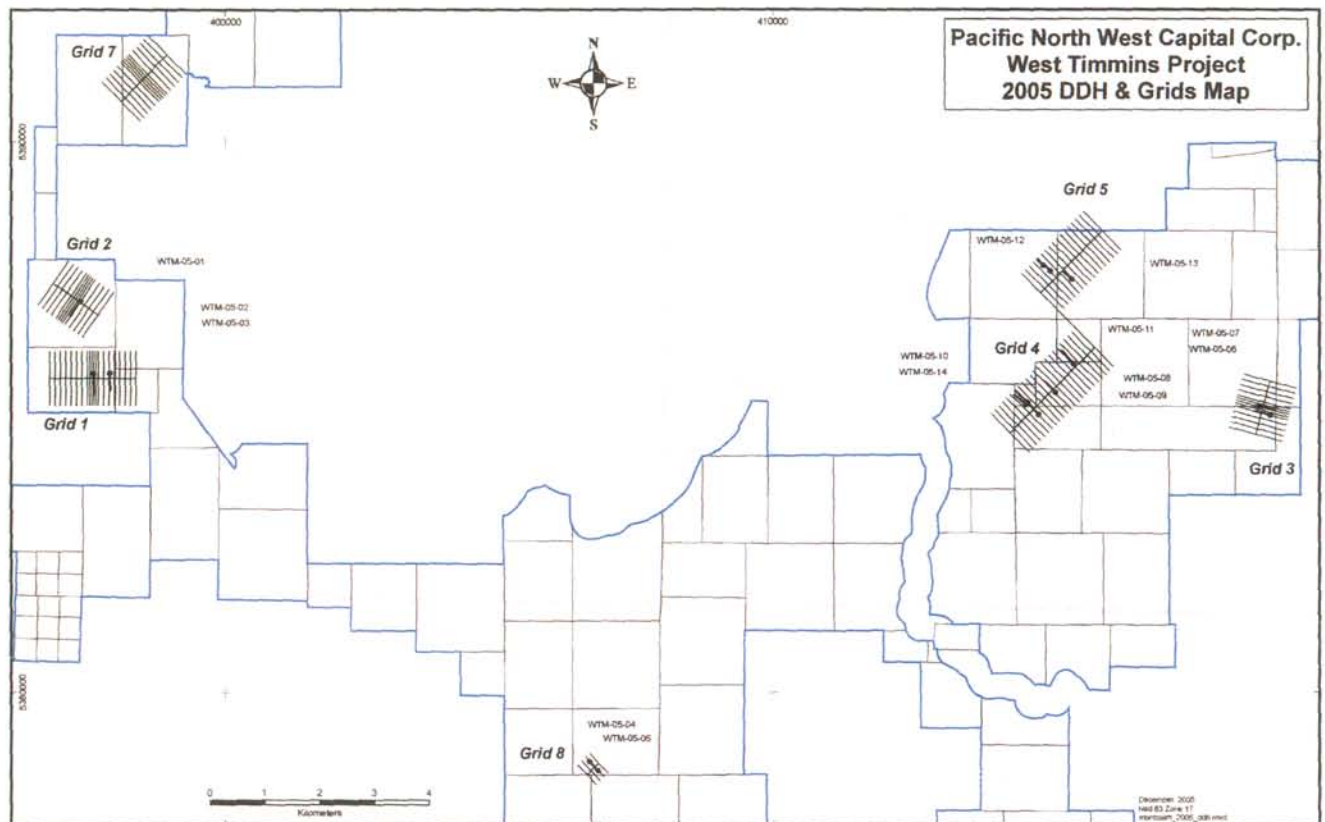 400000
410000
Pacific North West Capital Corp.
West Timmins Project
2005 DDH & Grids Map
Grid 7
N
W E
S
5390000
Grid 5
WTM-05-12
Grid 2
WTM-05-01
WTM-05-13
WTM-05-02
WTM-05-03
WTM-05-11
WTM-05-07
Grid 4
WTM-05-06
WTM-05-10
WTM-05-14
WTM-05-08
WTM-05-09
Grid 1
Grid 3
5380000
WTM-05-04
WTM-05-05
Grid 8
0 1 2 3 4
Kilometers
December 2005
Nad 83 Zone 17